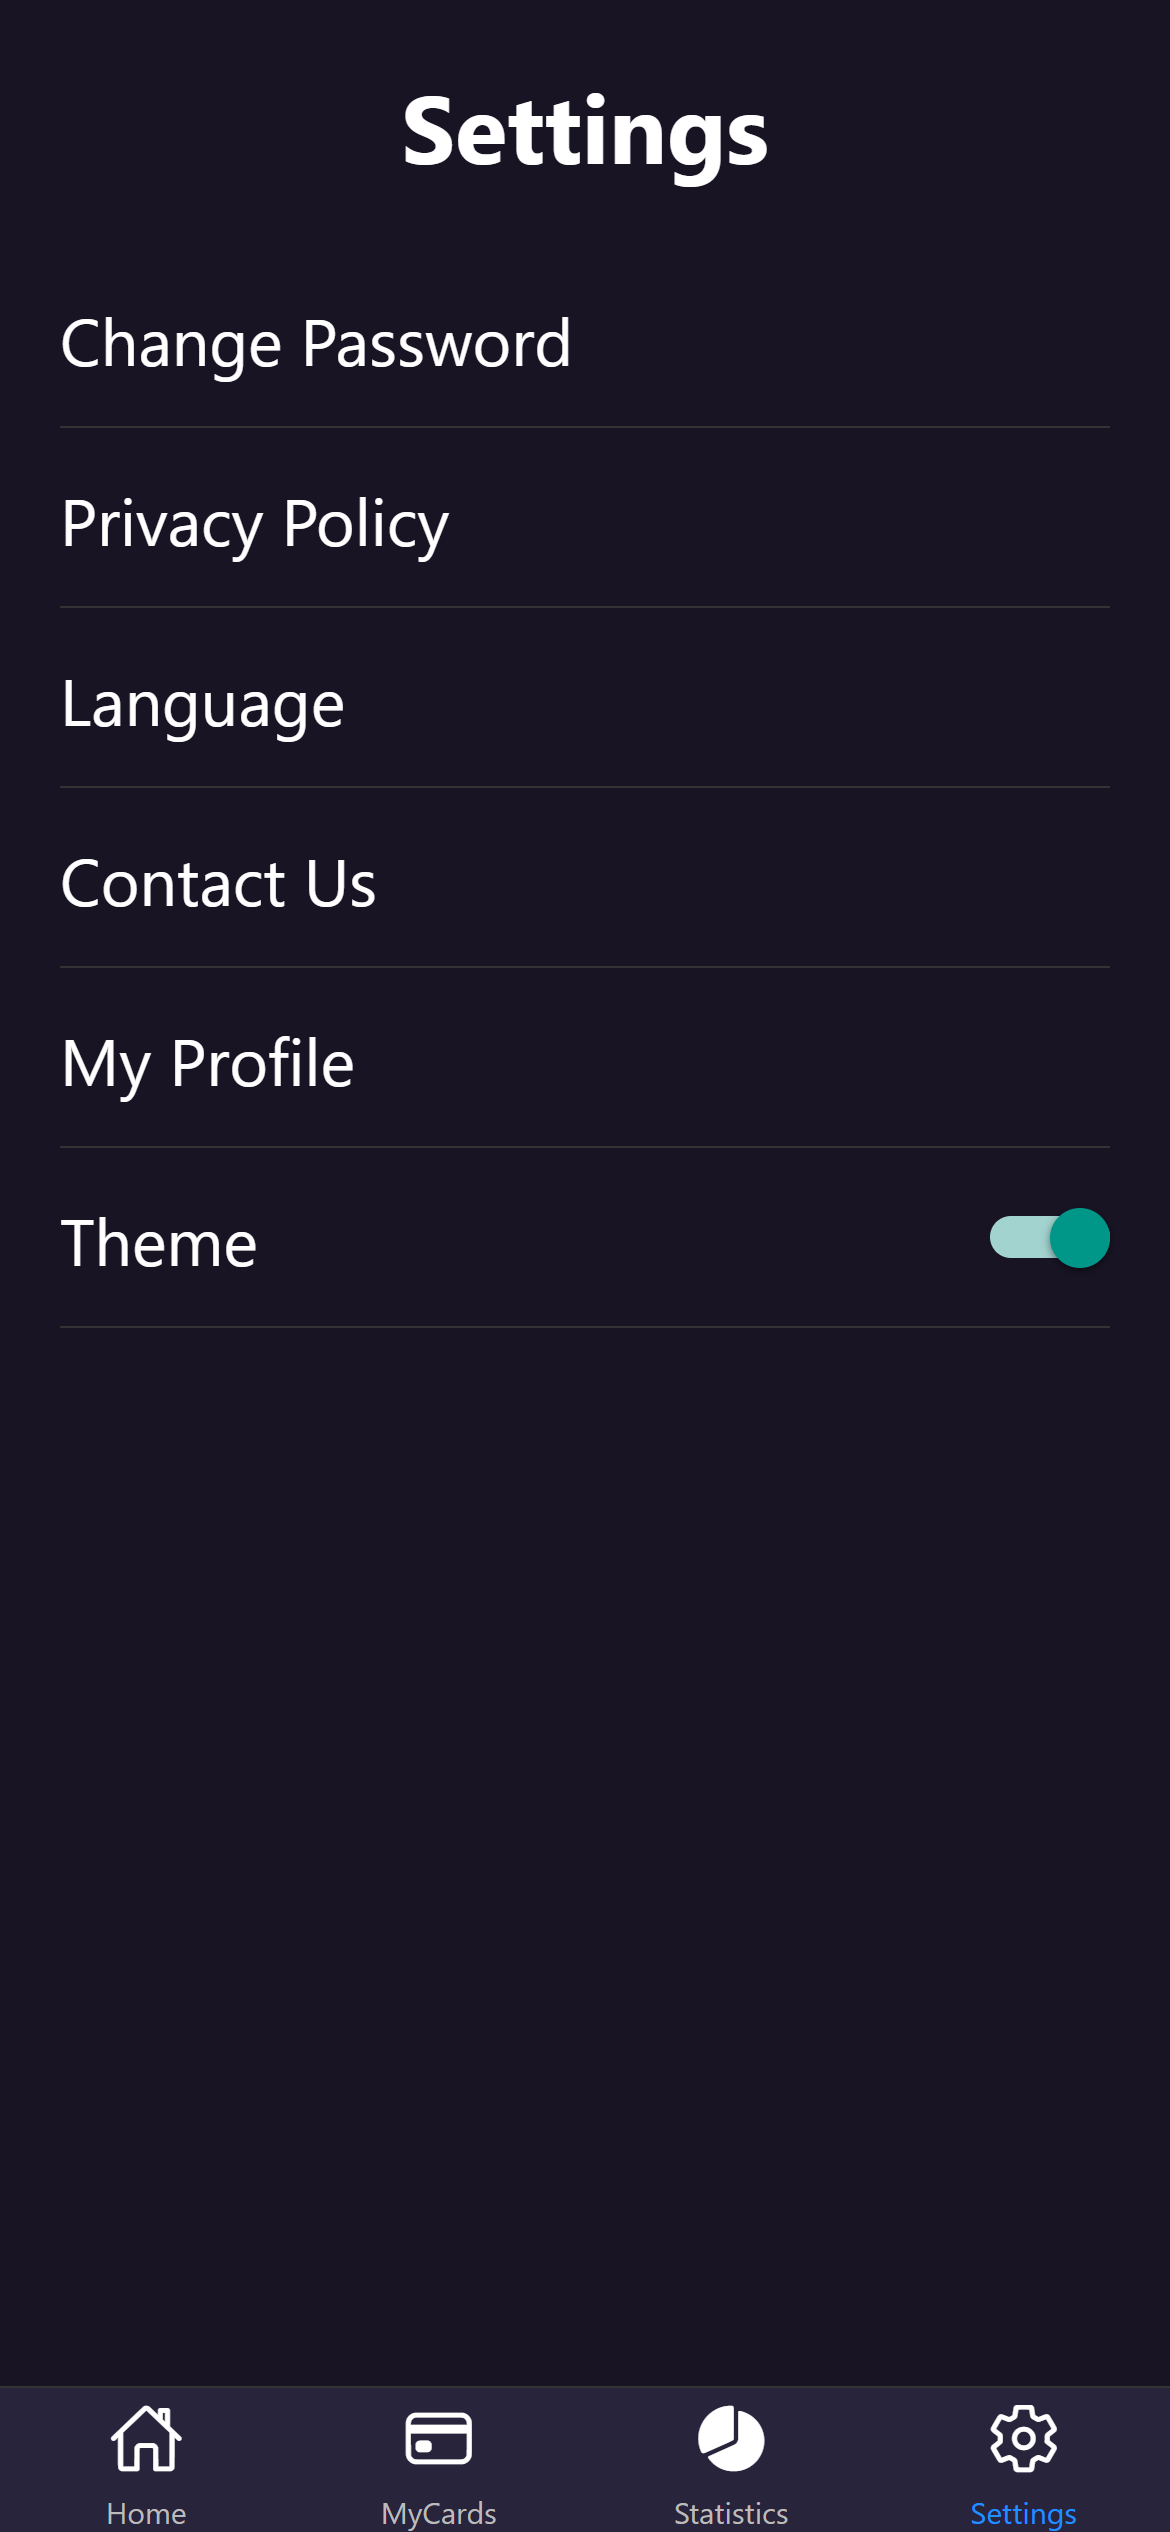 Settings
Change Password
Privacy Policy
Language
Contact Us
My Profile
Theme
Home
MyCards
Statistics
Settings